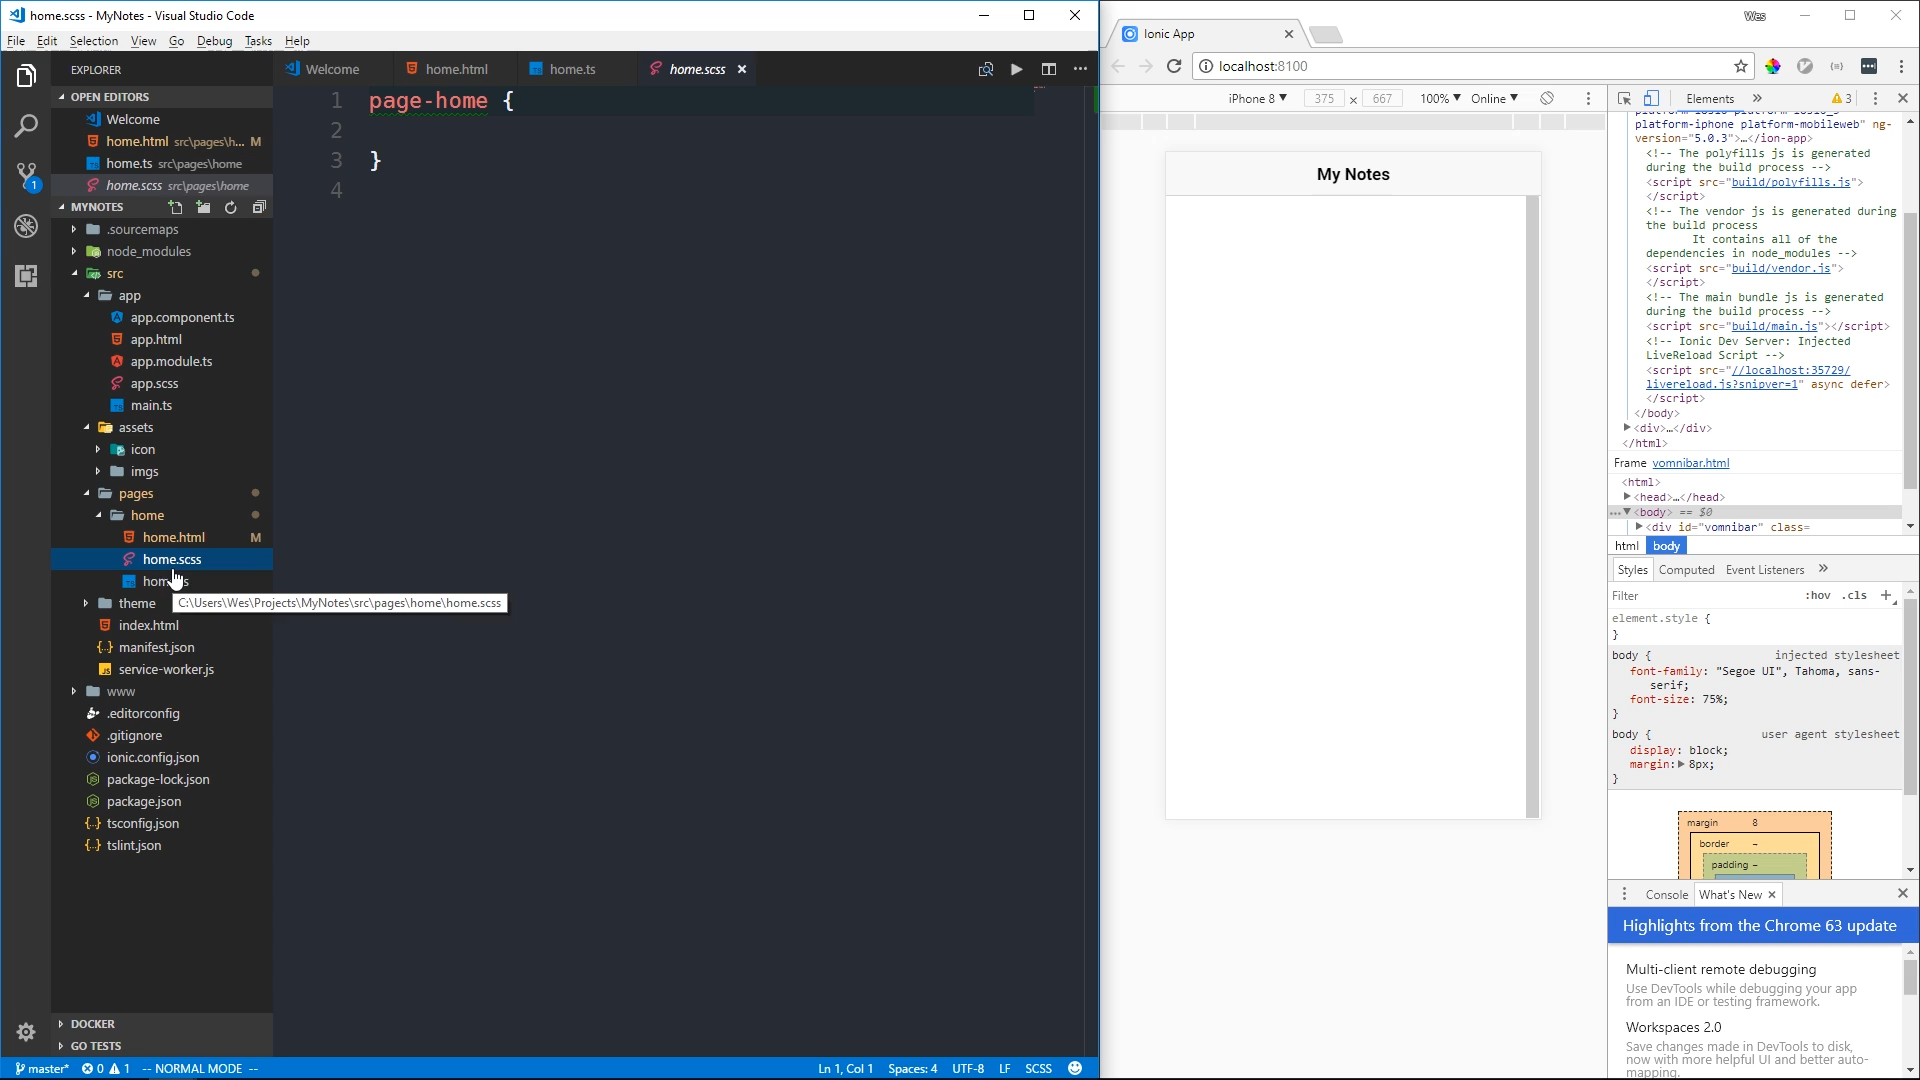 home.scss - MyNotes - Visual Studio Code
File Edit Selection View Go Debug Tasks Help
EXPLORER
OPEN EDITORS
Welcome
home.html src\pages\h... M
home.ts src\pages\home
home.scss src\pages\home
MYNOTES
.sourcemaps
node_modules
src
app
app.component.ts
app.html
app.module.ts
app.scss
main.ts
assets
icon
imgs
pages
home
home.html M
home.scss
theme
index.html
manifest.json
service-worker.js
www
.editorconfig
.gitignore
ionic.config.json
package-lock.json
package.json
tsconfig.json
tslint.json
DOCKER
GO TESTS
C:\Users\Wes\Projects\MyNotes\src\pages\home\home.scss
Welcome home.html home.ts home.scss
1 page-home {
2
3 }
4
master* 0 1 -- NORMAL MODE --
Ln 1, Col 1 Spaces: 4 UTF-8 LF SCSS
Ionic App
Wes
localhost:8100
iPhone 8 375 x 667 100% Online
My Notes
Elements » 3
platform-iphone platform-mobileweb" ng-
version="5.0.3">…</ion-app>
<!-- The polyfills js is generated
during the build process -->
<script src="build/polyfills.js">
</script>
<!-- The vendor js is generated during
the build process
It contains all of the
dependencies in node_modules -->
<script src="build/vendor.js">
</script>
<!-- The main bundle js is generated
during the build process -->
<script src="build/main.js"></script>
<!-- Ionic Dev Server: Injected
LiveReload Script -->
<script src="//localhost:35729/
livereload.js?snipver=1" async defer>
</script>
</body>
<div>…</div>
</html>
Frame vomnibar.html
<html>
<head>…</head>
… <body> == $0
<div id="vomnibar" class=
html body
Styles Computed Event Listeners »
Filter :hov .cls +
element.style {
}
body { injected stylesheet
font-family: "Segoe UI", Tahoma, sans-
serif;
font-size: 75%;
}
body { user agent stylesheet
display: block;
margin: 8px;
}
margin 8
border –
padding –
Console What's New
Highlights from the Chrome 63 update
Multi-client remote debugging
Use DevTools while debugging your app
from an IDE or testing framework.
Workspaces 2.0
Save changes made in DevTools to disk,
now with more helpful UI and better auto-
mapping.